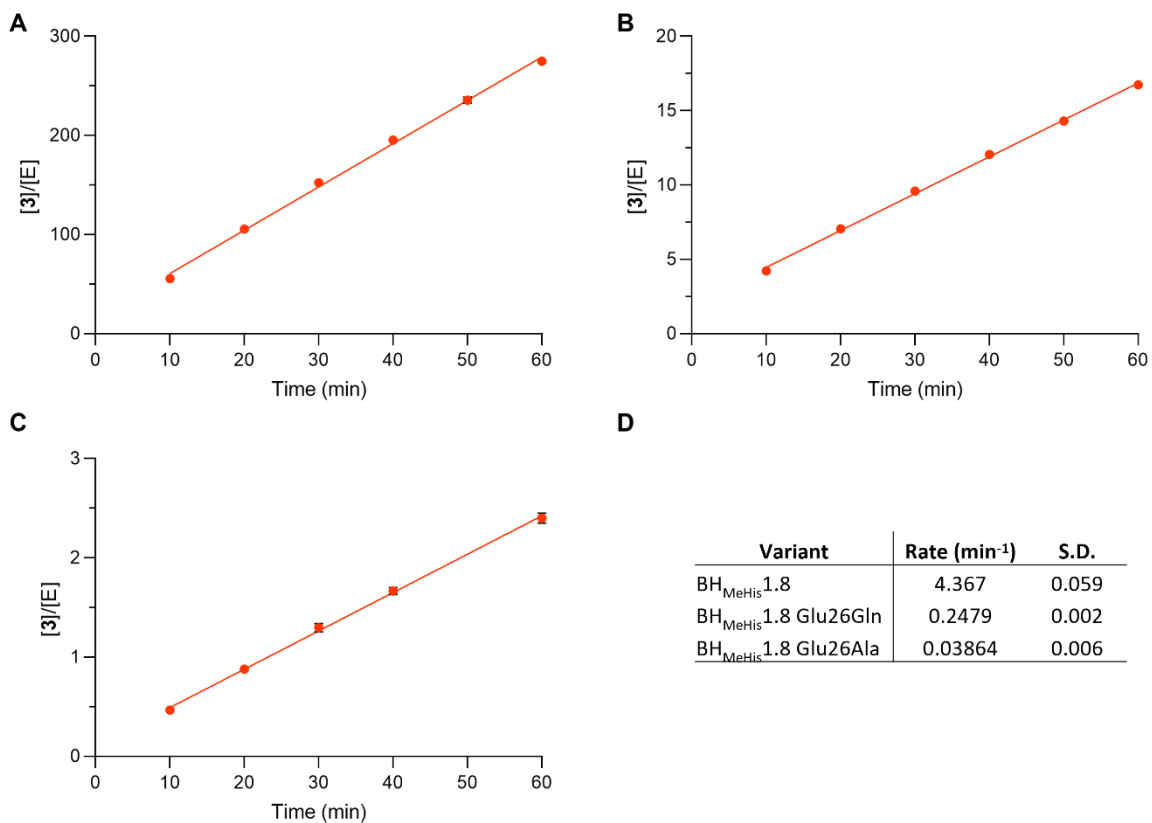 A
300
200
100
0
[3]/[E]
0 10 20 30 40 50 60
Time (min)
B
20
15
10
5
0
[3]/[E]
0 10 20 30 40 50 60
Time (min)
C
3
2
1
0
[3]/[E]
0 10 20 30 40 50 60
Time (min)
D
Variant Rate (min⁻¹) S.D.
BH_MeHis1.8 4.367 0.059
BH_MeHis1.8 Glu26Gln 0.2479 0.002
BH_MeHis1.8 Glu26Ala 0.03864 0.006